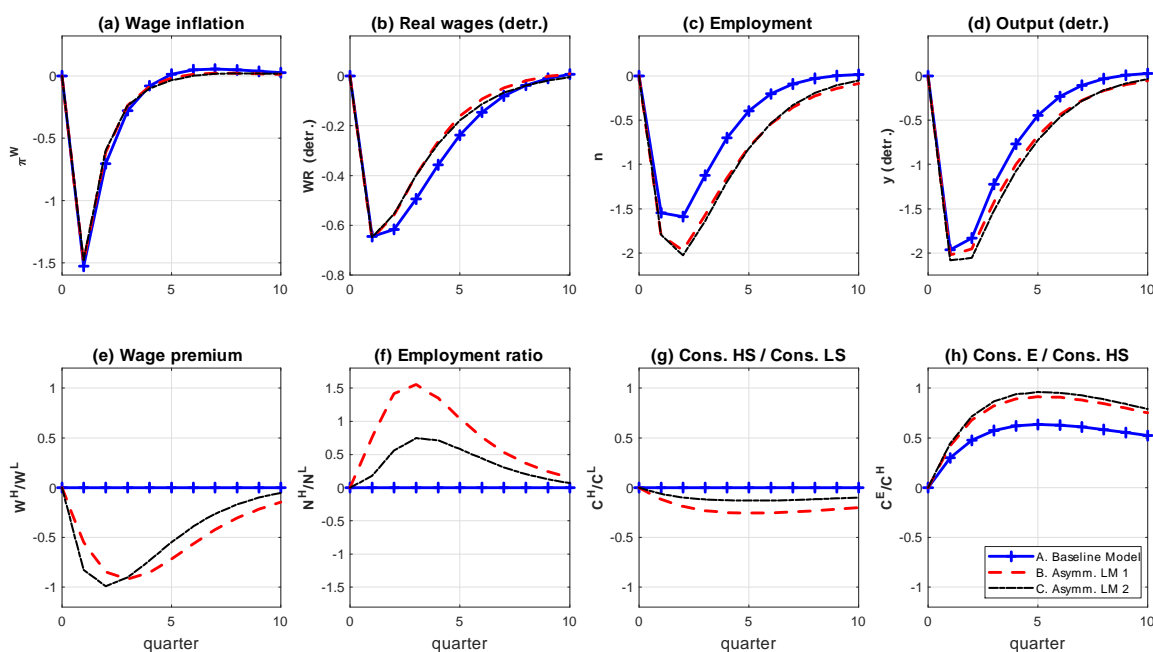 (a) Wage inflation
(b) Real wages (detr.)
(c) Employment
(d) Output (detr.)
0
-0.5
-1
-1.5
π^w
0 5 10
0
-0.2
-0.4
-0.6
-0.8
WR (detr.)
0 5 10
0
-0.5
-1
-1.5
-2
n
0 5 10
0
-0.5
-1
-1.5
-2
y (detr.)
0 5 10
(e) Wage premium
(f) Employment ratio
(g) Cons. HS / Cons. LS
(h) Cons. E / Cons. HS
1
0.5
0
-0.5
-1
W^H/W^L
0 5 10
quarter
1.5
1
0.5
0
0.5
1
1.5
N^H/N^L
0 5 10
quarter
1
0.5
0
-0.5
-1
C^H/C^L
0 5 10
quarter
1
0.5
0
-0.5
-1
C^E/C^H
A. Baseline Model
B. Asymm. LM 1
C. Asymm. LM 2
0 5 10
quarter